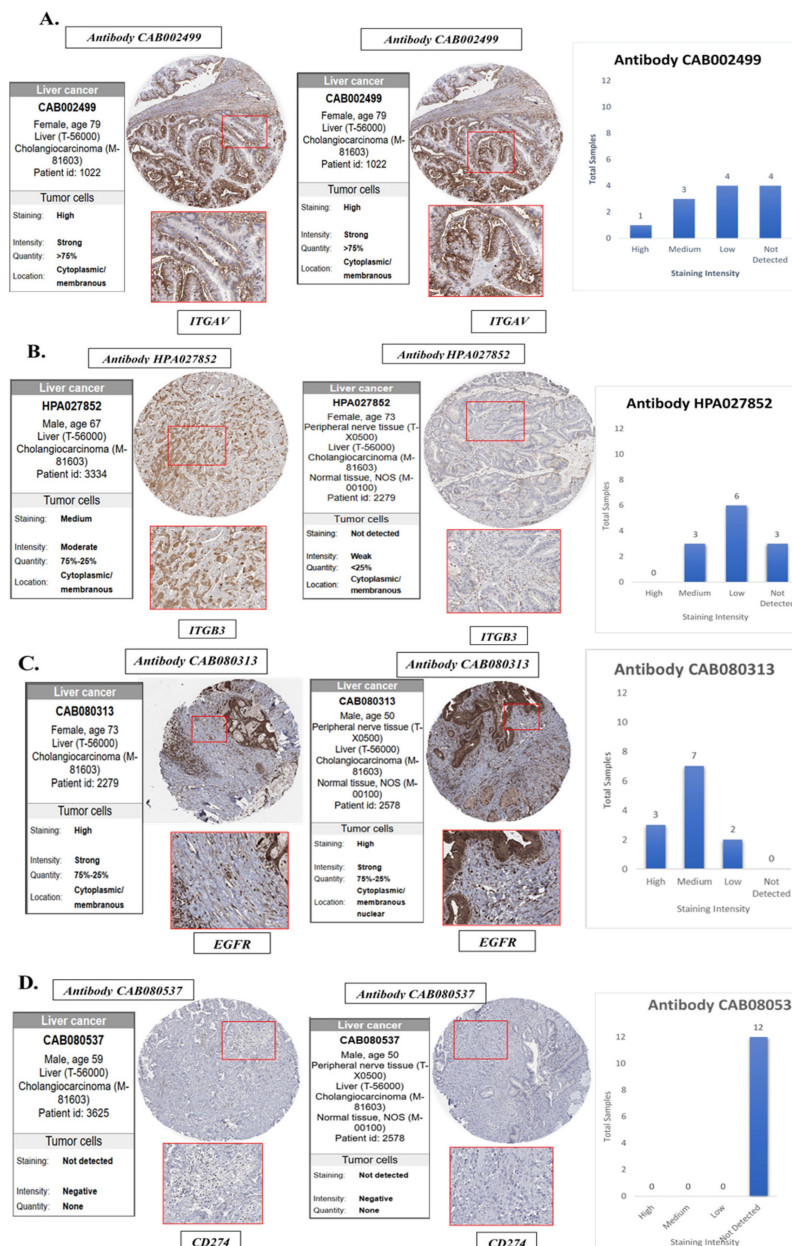 A.
Antibody CAB002499
Liver cancer
CAB002499
Female, age 79
Liver (T-56000)
Cholangiocarcinoma (M-
81603)
Patient id: 1022
Tumor cells
Staining: High
Intensity: Strong
Quantity: >75%
Location: Cytoplasmic/
membranous
ITGAV
Antibody CAB002499
Liver cancer
CAB002499
Female, age 79
Liver (T-56000)
Cholangiocarcinoma (M-
81603)
Patient id: 1022
Tumor cells
Staining: High
Intensity: Strong
Quantity: >75%
Location: Cytoplasmic/
membranous
ITGAV
Antibody CAB002499
Total Samples
12
10
8
6
4
2
0
1
3
4
4
High
Medium
Low
Not
Detected
Staining Intensity
B.
Antibody HPA027852
Liver cancer
HPA027852
Male, age 67
Liver (T-56000)
Cholangiocarcinoma (M-
81603)
Patient id: 3334
Tumor cells
Staining: Medium
Intensity: Moderate
Quantity: 75%-25%
Location: Cytoplasmic/
membranous
ITGB3
Antibody HPA027852
Liver cancer
HPA027852
Female, age 73
Peripheral nerve tissue (T-
X0500)
Liver (T-56000)
Cholangiocarcinoma (M-
81603)
Normal tissue, NOS (M-
00100)
Patient id: 2279
Tumor cells
Staining: Not detected
Intensity: Weak
Quantity: <25%
Location: Cytoplasmic/
membranous
ITGB3
Antibody HPA027852
Total Samples
12
10
8
6
4
2
0
0
3
6
3
High
Medium
Low
Not
Detected
Staining Intensity
C.
Antibody CAB080313
Liver cancer
CAB080313
Female, age 73
Liver (T-56000)
Cholangiocarcinoma (M-
81603)
Patient id: 2279
Tumor cells
Staining: High
Intensity: Strong
Quantity: 75%-25%
Location: Cytoplasmic/
membranous
EGFR
Antibody CAB080313
Liver cancer
CAB080313
Male, age 50
Peripheral nerve tissue (T-
X0500)
Liver (T-56000)
Cholangiocarcinoma (M-
81603)
Normal tissue, NOS (M-
00100)
Patient id: 2578
Tumor cells
Staining: High
Intensity: Strong
Quantity: 75%-25%
Location: Cytoplasmic/
membranous
nuclear
EGFR
Antibody CAB080313
Total Samples
12
10
8
6
4
2
0
3
7
2
0
High
Medium
Low
Not
Detected
Staining Intensity
D.
Antibody CAB080537
Liver cancer
CAB080537
Male, age 59
Liver (T-56000)
Cholangiocarcinoma (M-
81603)
Patient id: 3625
Tumor cells
Staining: Not detected
Intensity: Negative
Quantity: None
CD274
Antibody CAB080537
Liver cancer
CAB080537
Male, age 50
Peripheral nerve tissue (T-
X0500)
Liver (T-56000)
Cholangiocarcinoma (M-
81603)
Normal tissue, NOS (M-
00100)
Patient id: 2578
Tumor cells
Staining: Not detected
Intensity: Negative
Quantity: None
CD274
Antibody CAB08053
Total Samples
12
10
8
6
4
2
0
0
0
0
12
High
Medium
Low
Not Detected
Staining Intensity